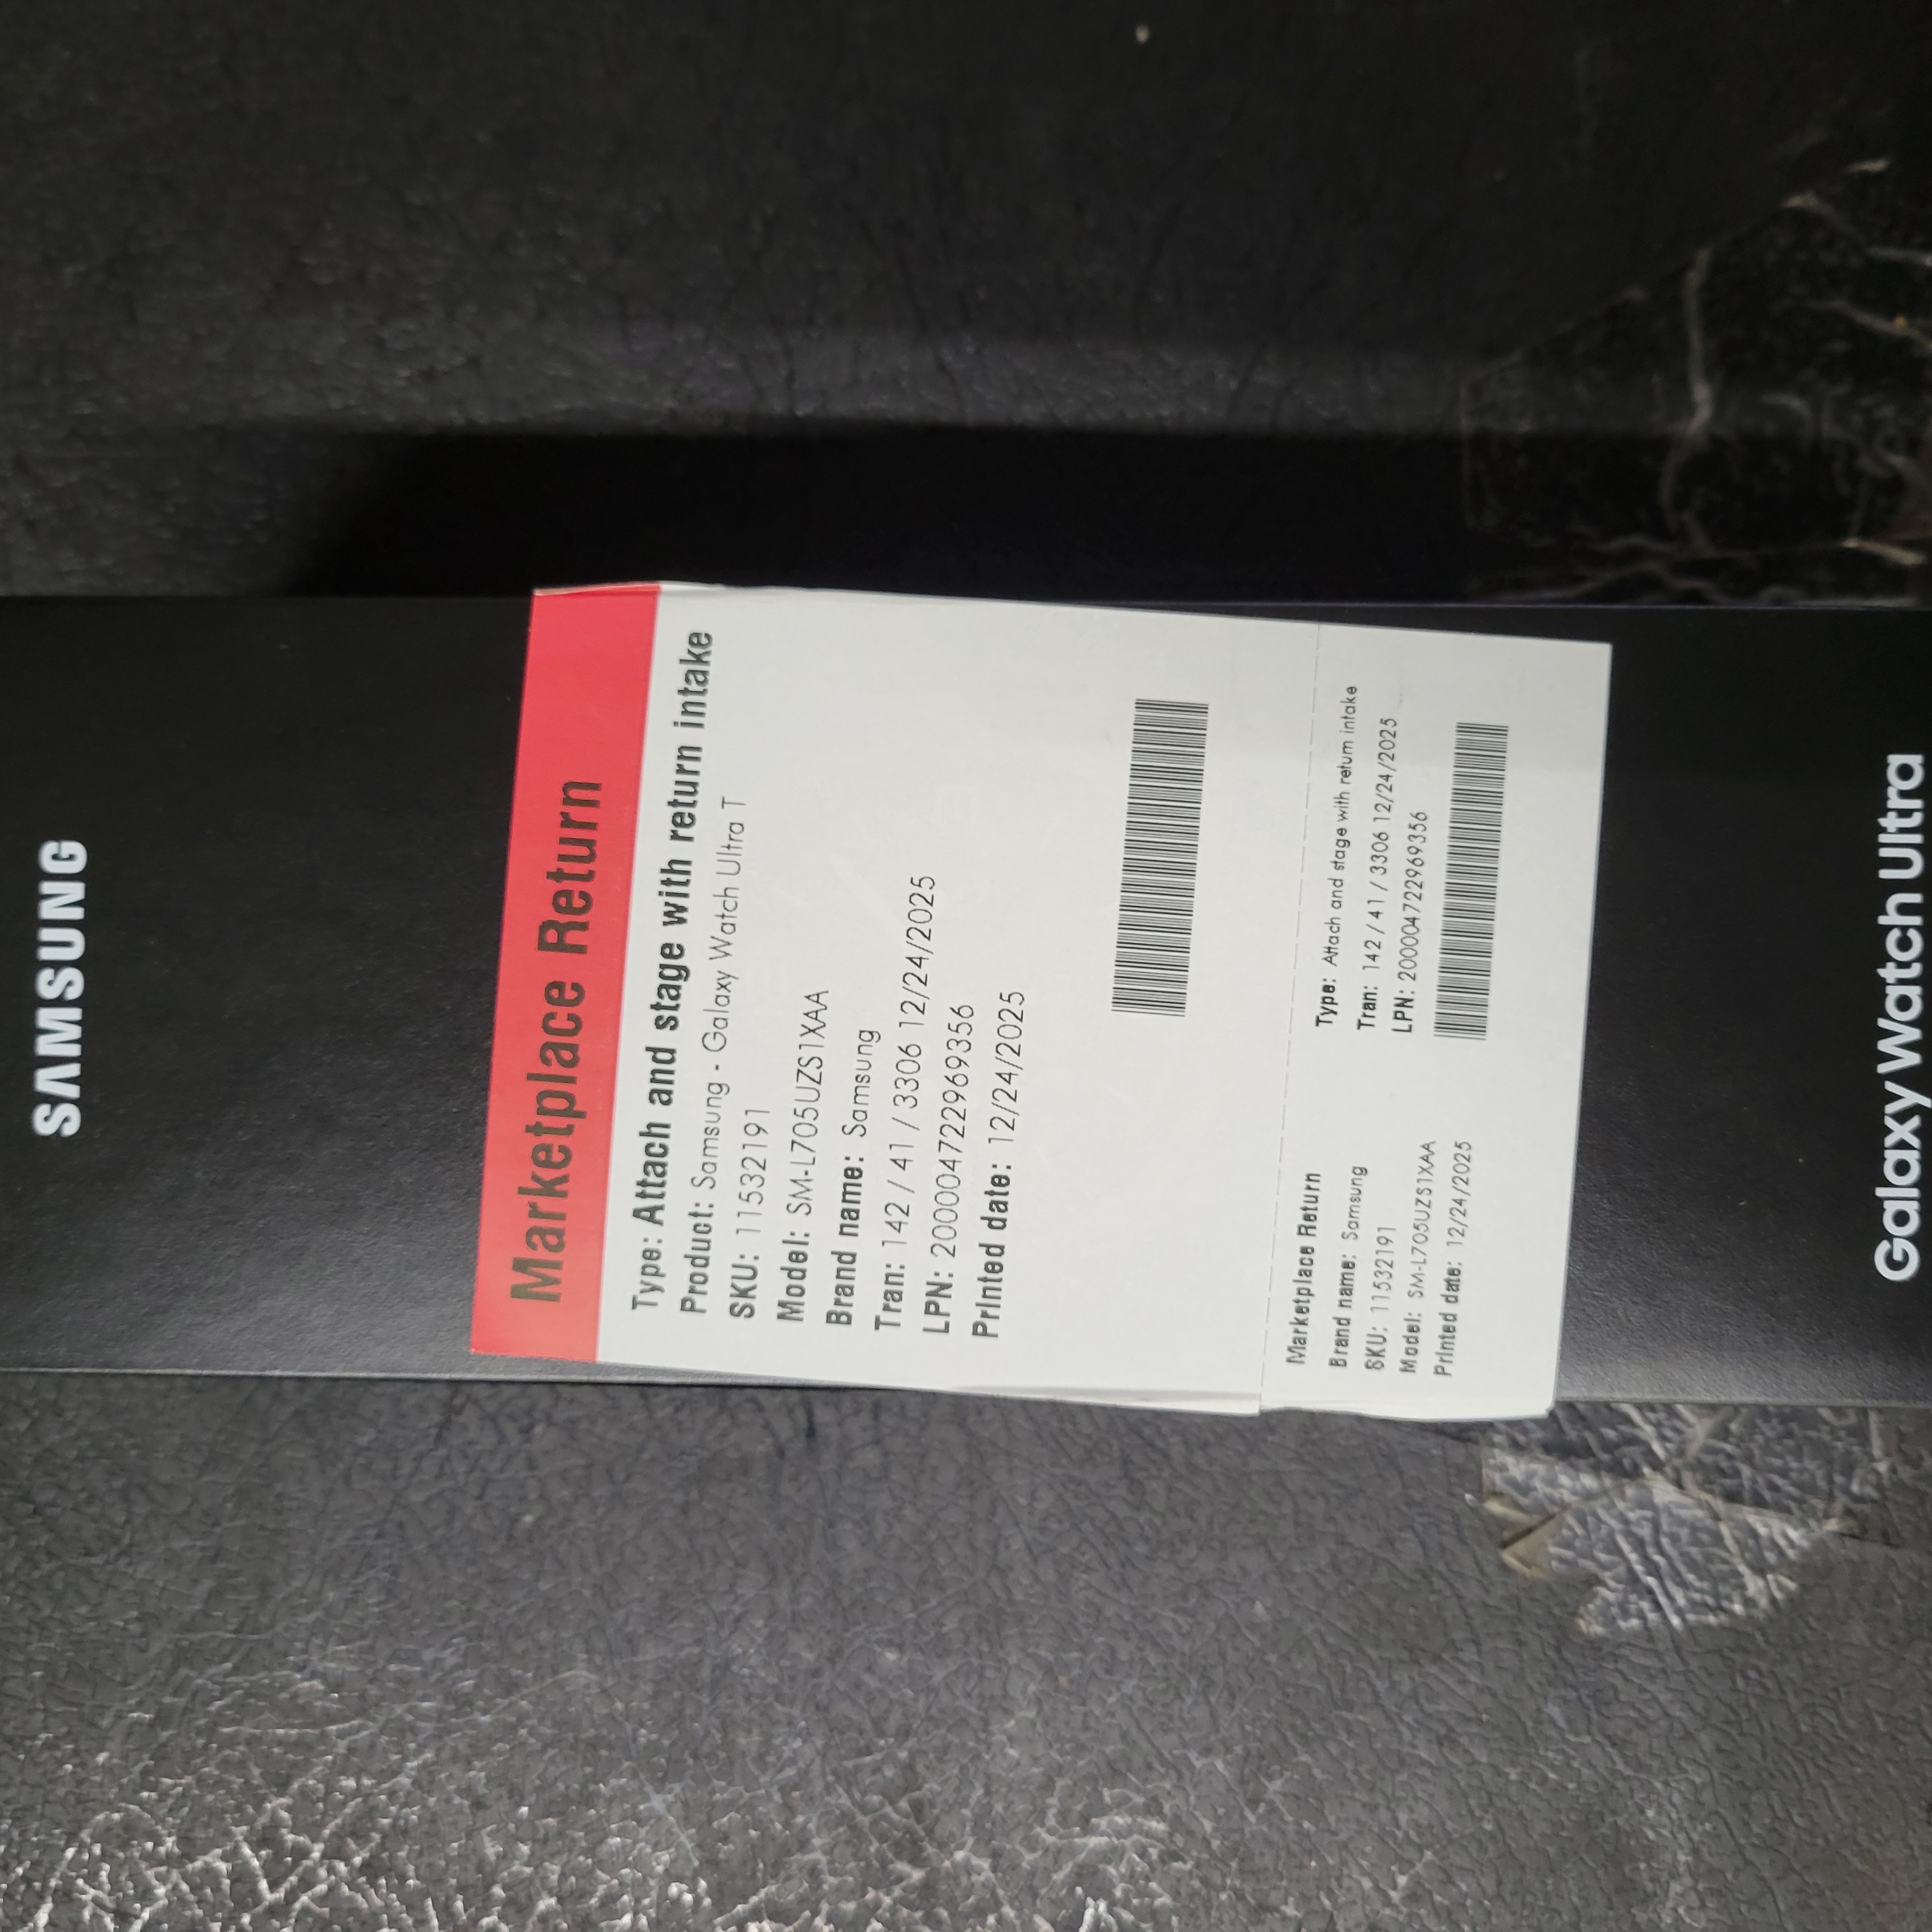 SAMSUNG
Marketplace Return
Type: Attach and stage with return intake
Product: Samsung - Galaxy Watch Ultra T
SKU: 11532191
Model: SM-L705UZS1XAA
Brand name: Samsung
Tran: 142 / 41 / 3306 12/24/2025
LPN: 20000472296​9356
Printed date: 12/24/2025
Marketplace Return
Brand name: Samsung
SKU: 11532191
Model: SM-L705UZS1XAA
Printed date: 12/24/2025
Type: Attach and stage with return intake
Tran: 142 / 41 / 3306 12/24/2025
LPN: 200004722969356
Galaxy Watch Ultra